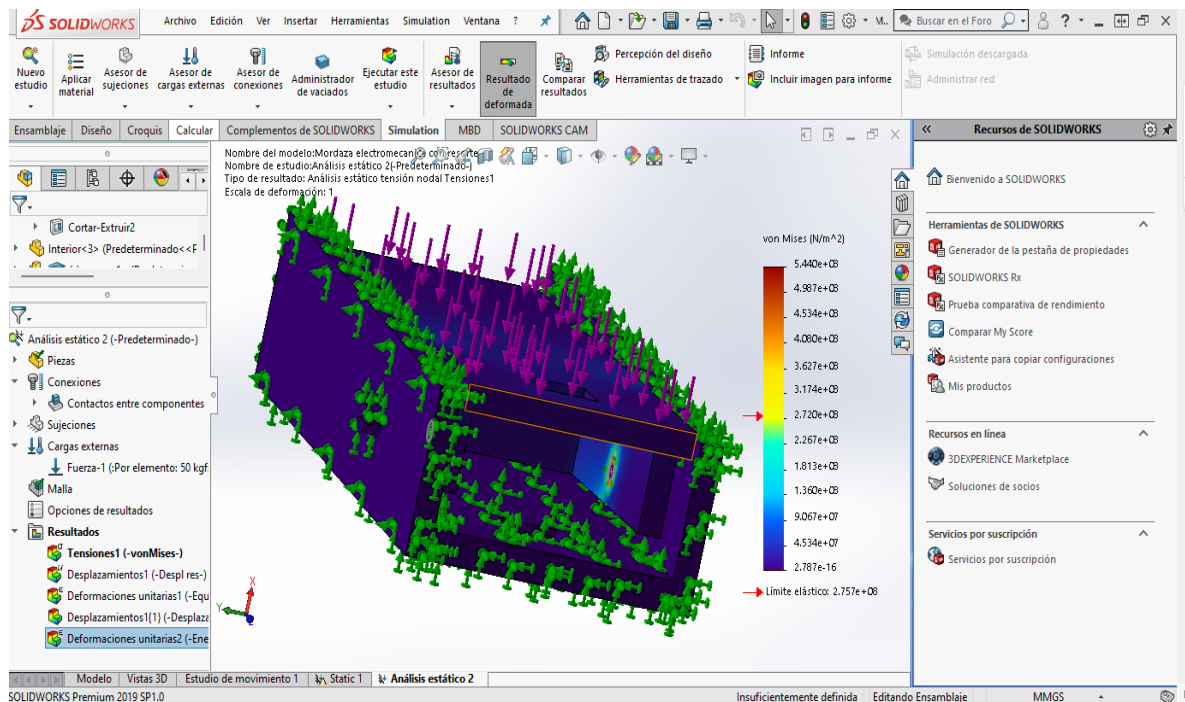 SOLIDWORKS
Archivo Edición Ver Insertar Herramientas Simulation Ventana ?
M..
Buscar en el Foro
?
Nuevo estudio
Aplicar material
Asesor de sujeciones
Asesor de cargas externas
Asesor de conexiones
Administrador de vaciados
Ejecutar este estudio
Asesor de resultados
Resultado de deformada
Comparar resultados
Percepción del diseño
Herramientas de trazado
Informe
Incluir imagen para informe
Simulación descargada
Administrar red
Ensamblaje Diseño Croquis Calcular Complementos de SOLIDWORKS Simulation MBD SOLIDWORKS CAM
Cortar-Extruir2
Interior<3> (Predeterminado<<F
Análisis estático 2 (-Predeterminado-)
Piezas
Conexiones
Contactos entre componentes
Sujeciones
Cargas externas
Fuerza-1 (:Por elemento: 50 kgf
Malla
Opciones de resultados
Resultados
Tensiones1 (-vonMises-)
Desplazamientos1 (-Despl res-)
Deformaciones unitarias1 (-Equ
Desplazamientos1{1} (-Desplaza
Deformaciones unitarias2 (-Ene
Nombre del modelo:Mordaza
Nombre de estudio:Análisis estático 2(-Predeterminado-)
Tipo de resultado: Análisis estático tensión nodal Tensiones1
Escala de deformación: 1
X
Y
von Mises (N/m^2)
5,440e+08
4,987e+08
4,534e+08
4,080e+08
3,627e+08
3,174e+08
2,720e+08
2,267e+08
1,813e+08
1,360e+08
9,067e+07
4,534e+07
2,787e-16
Límite elástico: 2,757e+08
Recursos de SOLIDWORKS
Bienvenido a SOLIDWORKS
Herramientas de SOLIDWORKS
Generador de la pestaña de propiedades
SOLIDWORKS Rx
Prueba comparativa de rendimiento
Comparar My Score
Asistente para copiar configuraciones
Mis productos
Recursos en línea
3DEXPERIENCE Marketplace
Soluciones de socios
Servicios por suscripción
Servicios por suscripción
Modelo Vistas 3D Estudio de movimiento 1 Static 1 Análisis estático 2
SOLIDWORKS Premium 2019 SP1.0
Insuficientemente definida Editando Ensamblaje MMGS